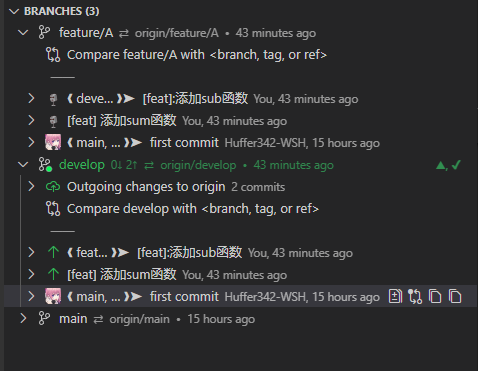 BRANCHES (3)
feature/A ⇄ origin/feature/A • 43 minutes ago
Compare feature/A with <branch, tag, or ref>
⦗ deve... ⦘➤ [feat]:添加sub函数 You, 43 minutes ago
[feat] 添加sum函数 You, 43 minutes ago
⦗ main, ... ⦘➤ first commit Huffer342-WSH, 15 hours ago
develop 0↓ 2↑ ⇄ origin/develop • 43 minutes ago ▲, ✓
Outgoing changes to origin 2 commits
Compare develop with <branch, tag, or ref>
⦗ feat... ⦘➤ [feat]:添加sub函数 You, 43 minutes ago
[feat] 添加sum函数 You, 43 minutes ago
⦗ main, ... ⦘➤ first commit Huffer342-WSH, 15 hours ago
main ⇄ origin/main • 15 hours ago